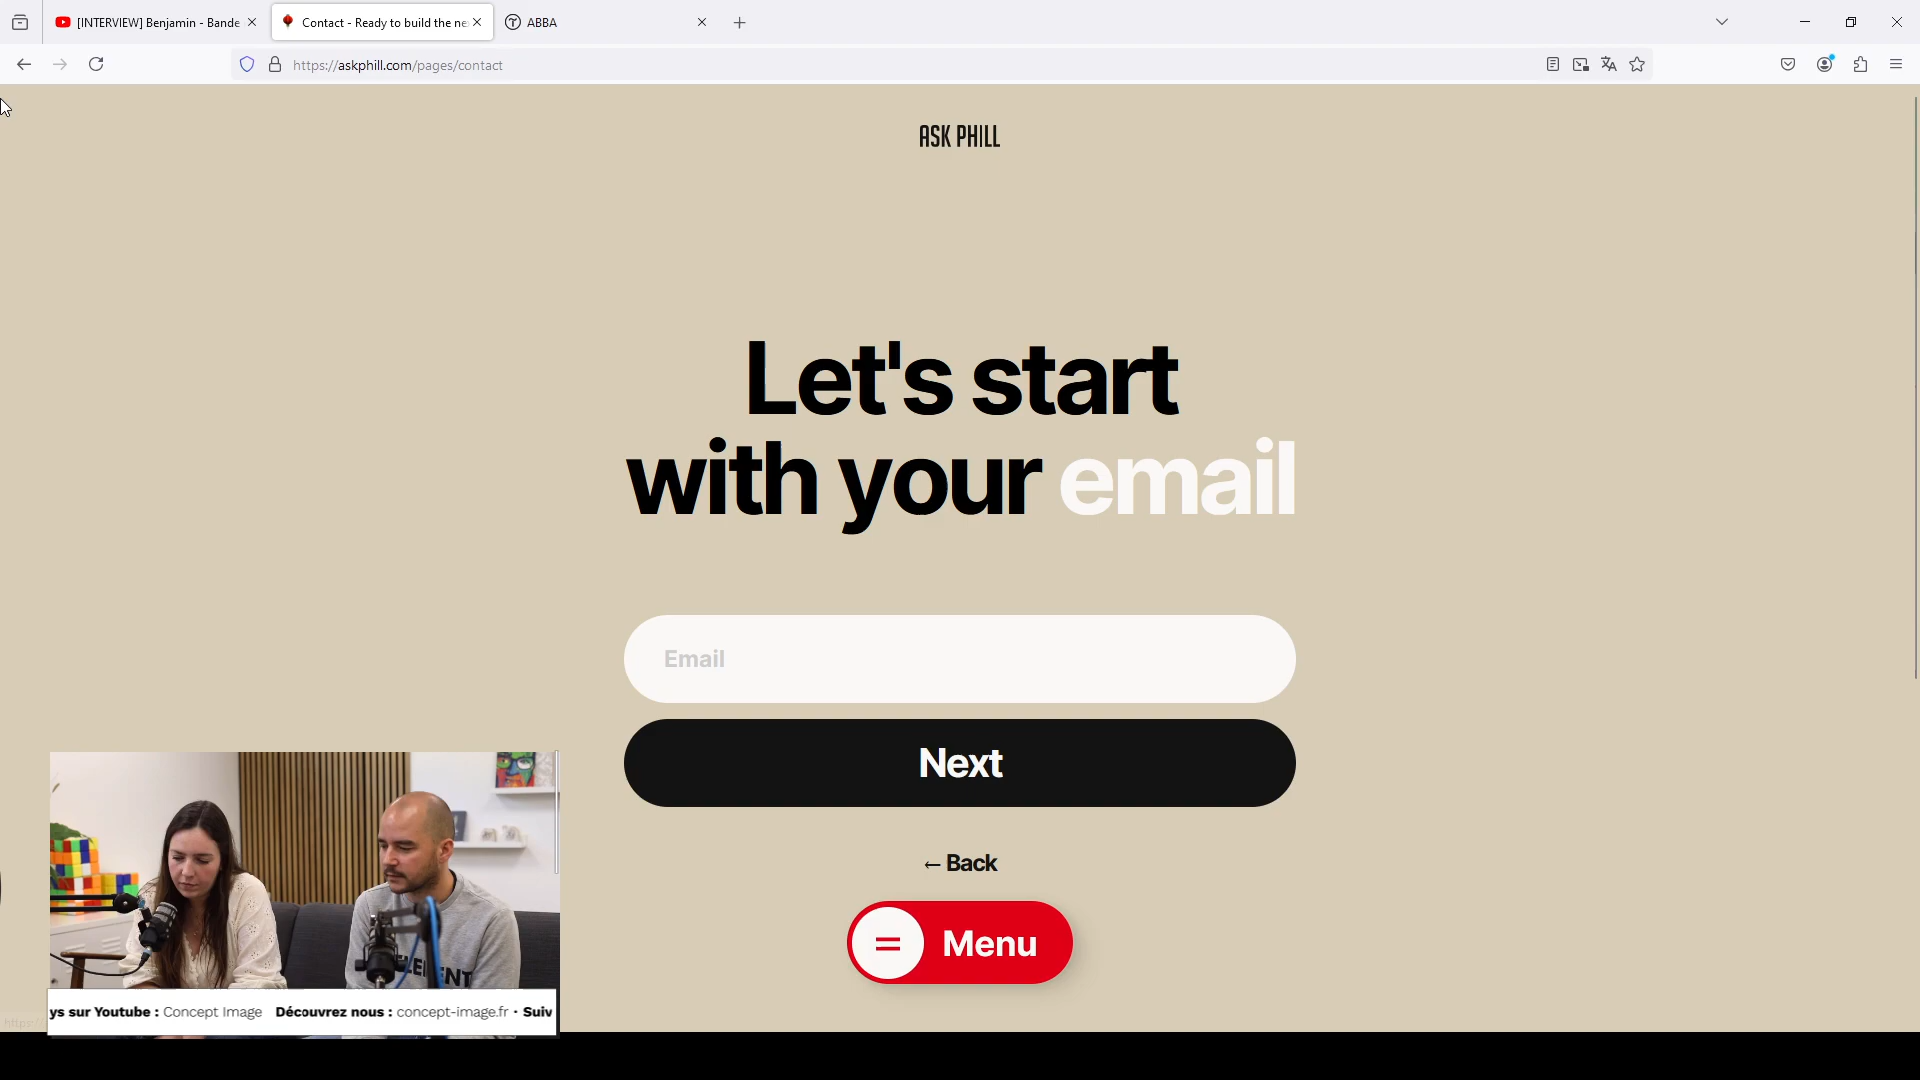 [INTERVIEW] Benjamin - Bande
Contact - Ready to build the ne
ABBA
https://askphill.com/pages/contact
ASK PHILL
Let's start
with your email
Email
Next
← Back
Menu
ys sur Youtube : Concept Image Découvrez nous : concept-image.fr · Suiv